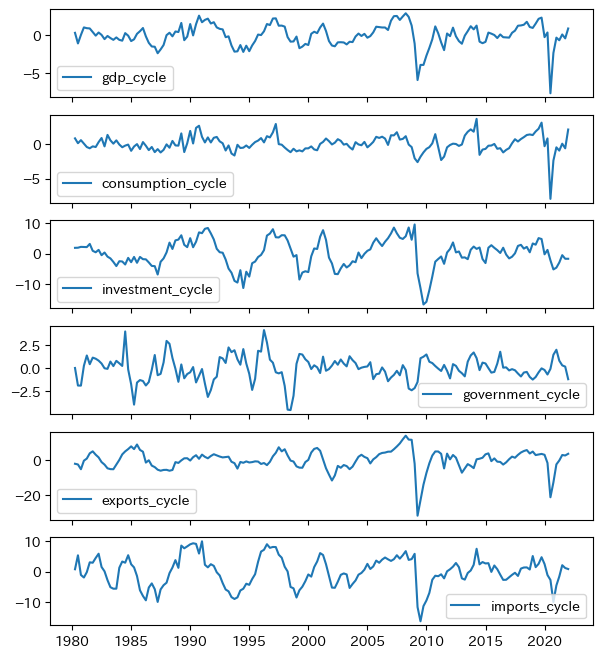 0
−5
gdp_cycle
0
−5
consumption_cycle
10
0
−10
investment_cycle
2.5
0.0
−2.5
government_cycle
0
−20
exports_cycle
10
0
−10
imports_cycle
1980 1985 1990 1995 2000 2005 2010 2015 2020